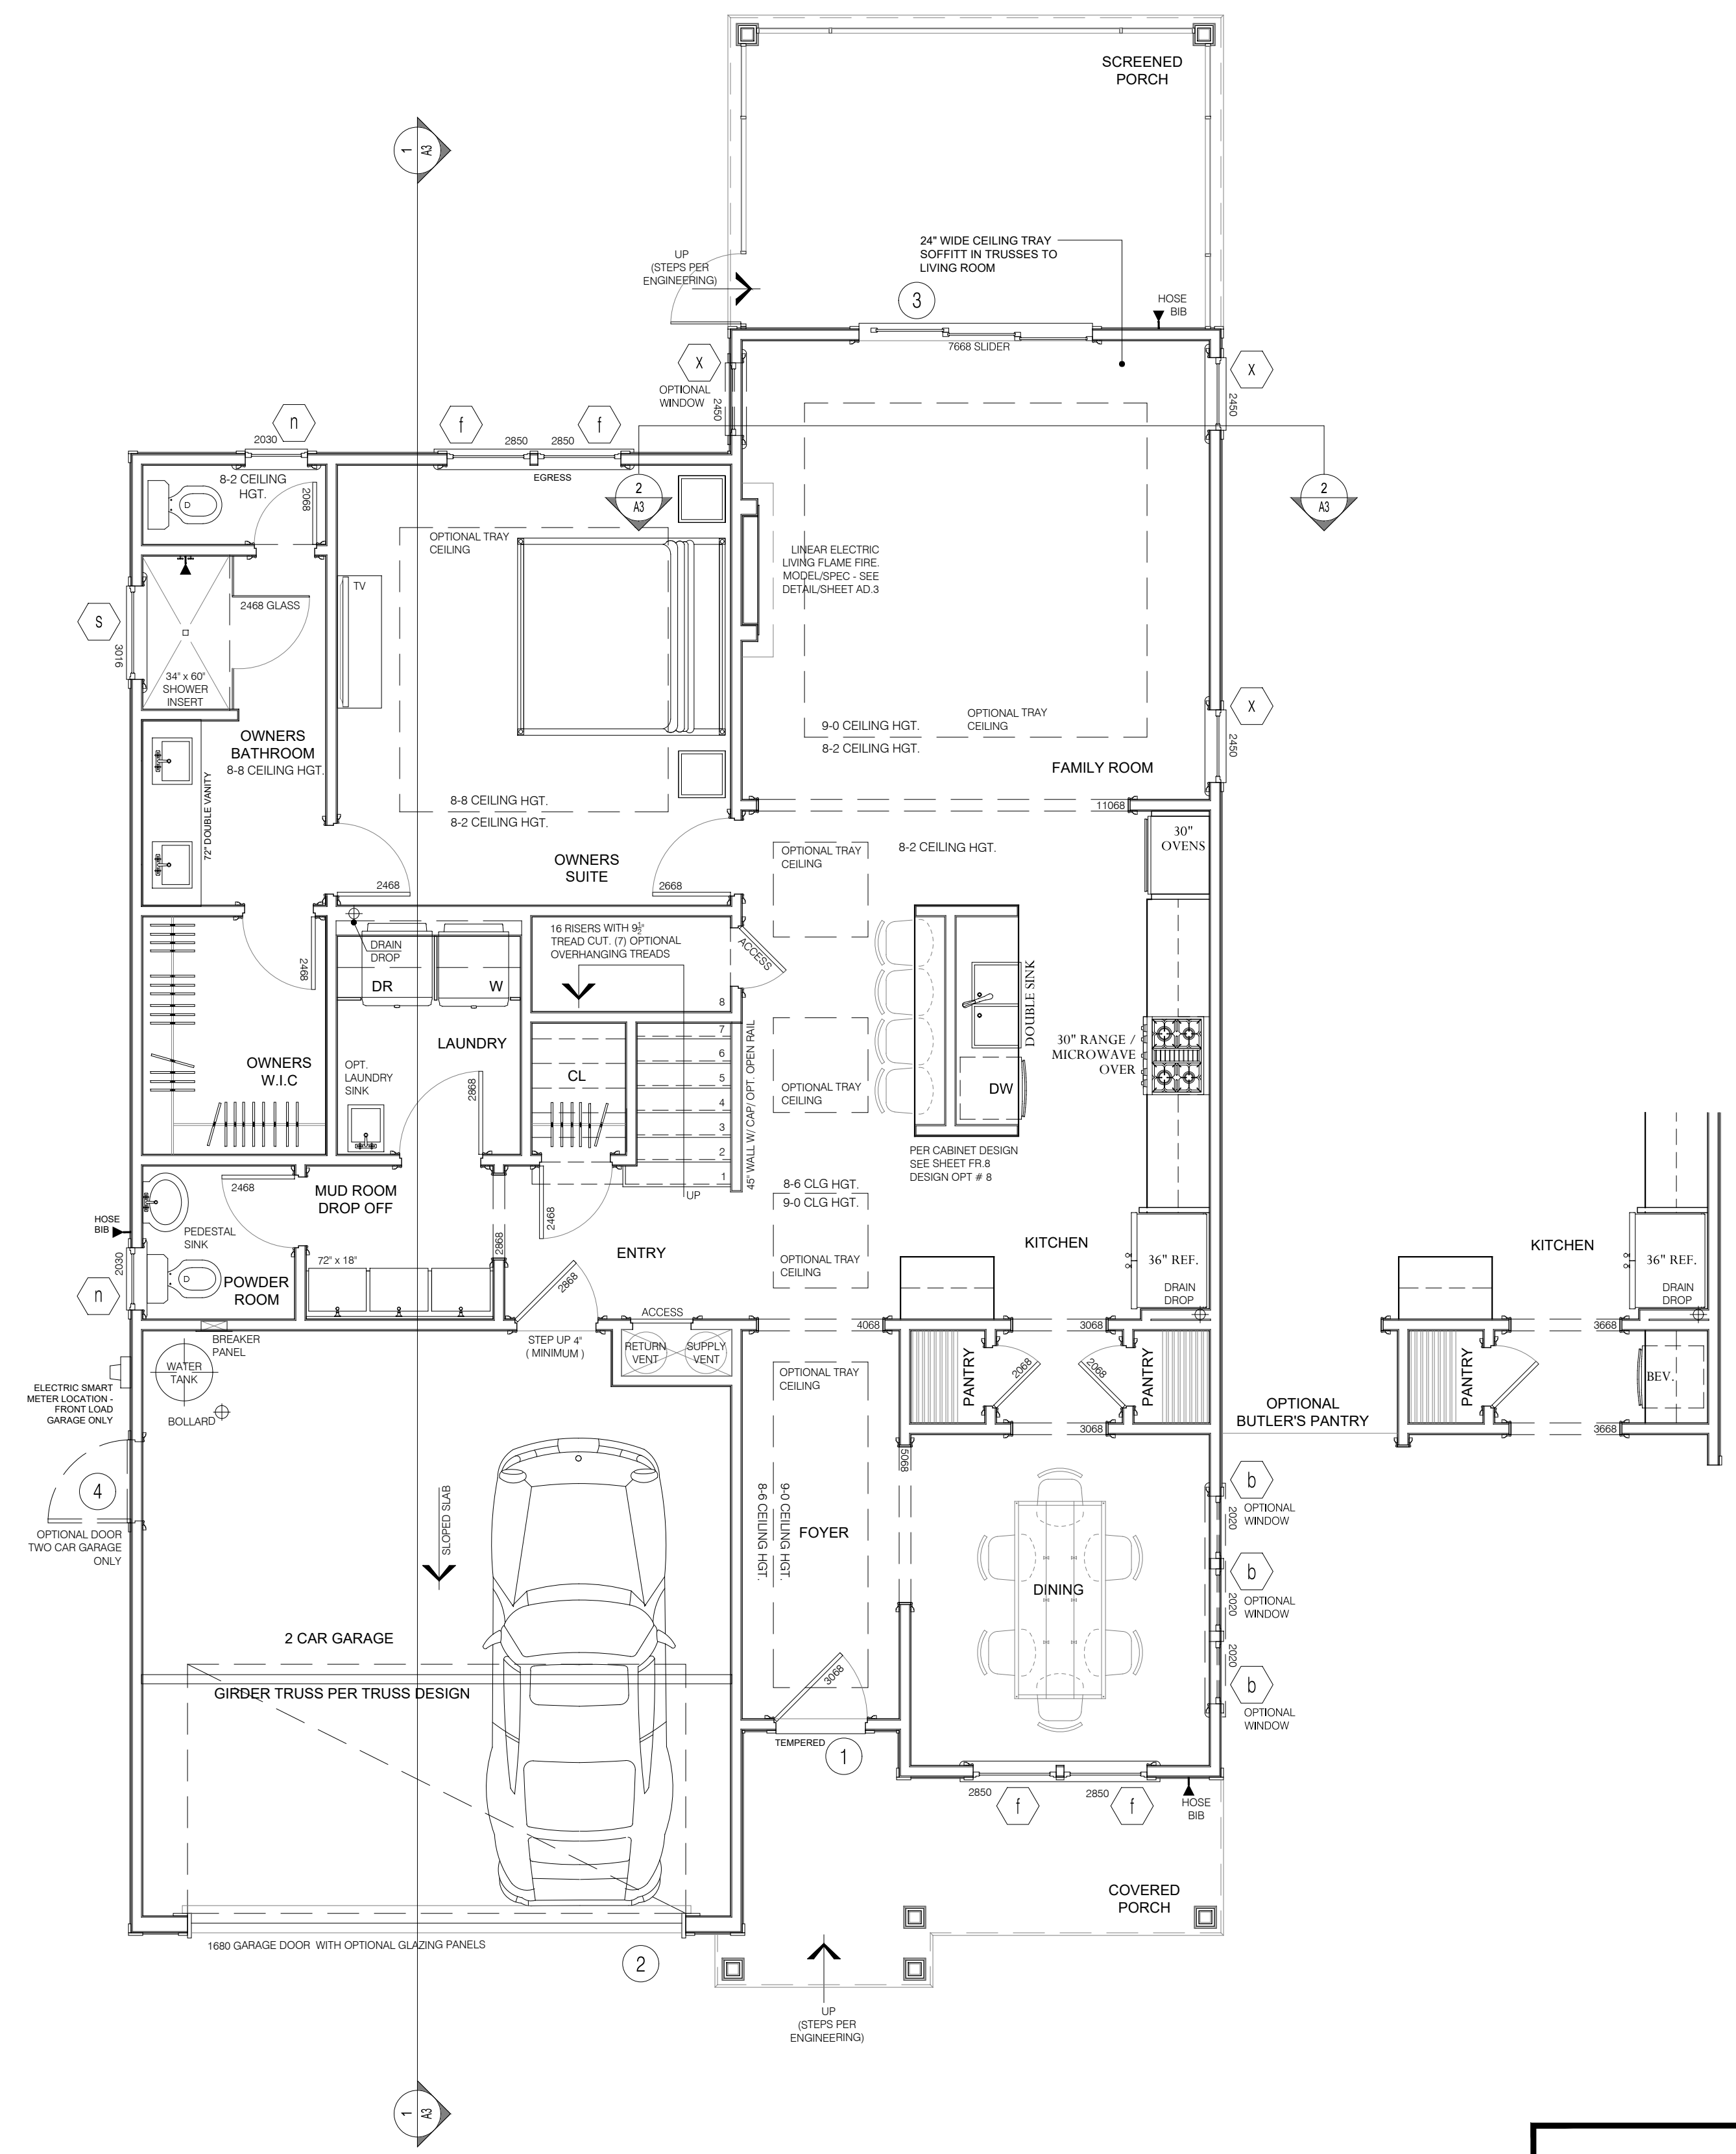 SCREENED
PORCH
1
A3
24" WIDE CEILING TRAY
SOFFITT IN TRUSSES TO
LIVING ROOM
UP
(STEPS PER
ENGINEERING)
3
HOSE
BIB
7668 SLIDER
X
OPTIONAL
WINDOW
2450
X
2450
n
2030
f
2850
2850
f
EGRESS
8-2 CEILING
HGT.
2068
D
2
A3
2
A3
OPTIONAL TRAY
CEILING
LINEAR ELECTRIC
LIVING FLAME FIRE.
MODEL/SPEC - SEE
DETAIL/SHEET AD.3
TV
2468 GLASS
S
3016
34" x 60"
SHOWER
INSERT
X
2450
OPTIONAL TRAY
CEILING
9-0 CEILING HGT.
8-2 CEILING HGT.
FAMILY ROOM
OWNERS
BATHROOM
8-8 CEILING HGT.
72" DOUBLE VANITY
8-8 CEILING HGT.
8-2 CEILING HGT.
11068
30"
OVENS
OPTIONAL TRAY
CEILING
8-2 CEILING HGT.
OWNERS
SUITE
2468
2668
16 RISERS WITH 9½"
TREAD CUT. (7) OPTIONAL
OVERHANGING TREADS
ACCESS
DRAIN
DROP
DR
W
2468
8
7
6
5
4
3
2
1
UP
45" WALL W/ CAP/ OPT. OPEN RAIL
DOUBLE SINK
DW
30" RANGE /
MICROWAVE
OVER
LAUNDRY
OPT.
LAUNDRY
SINK
2868
CL
OWNERS
W.I.C
OPTIONAL TRAY
CEILING
PER CABINET DESIGN
SEE SHEET FR.8
DESIGN OPT # 8
8-6 CLG HGT.
9-0 CLG HGT.
2468
MUD ROOM
DROP OFF
HOSE
BIB
PEDESTAL
SINK
2468
2868
ENTRY
2030
n
D
POWDER
ROOM
72" x 18"
2868
OPTIONAL TRAY
CEILING
KITCHEN
36" REF.
DRAIN
DROP
KITCHEN
36" REF.
DRAIN
DROP
ACCESS
4068
3068
3668
BREAKER
PANEL
STEP UP 4"
( MINIMUM )
RETURN
VENT
SUPPLY
VENT
WATER
TANK
BOLLARD
ELECTRIC SMART
METER LOCATION -
FRONT LOAD
GARAGE ONLY
OPTIONAL TRAY
CEILING
PANTRY
2068
2068
PANTRY
OPTIONAL
BUTLER'S PANTRY
PANTRY
BEV.
3068
3668
5068
4
OPTIONAL DOOR
TWO CAR GARAGE
ONLY
SLOPED SLAB
8-6 CEILING HGT.
9-0 CEILING HGT.
FOYER
DINING
b
2020
OPTIONAL
WINDOW
b
2020
OPTIONAL
WINDOW
2020
b
OPTIONAL
WINDOW
2 CAR GARAGE
GIRDER TRUSS PER TRUSS DESIGN
3068
TEMPERED
1
2850
f
2850
f
HOSE
BIB
COVERED
PORCH
1680 GARAGE DOOR WITH OPTIONAL GLAZING PANELS
2
UP
(STEPS PER
ENGINEERING)
1
A3